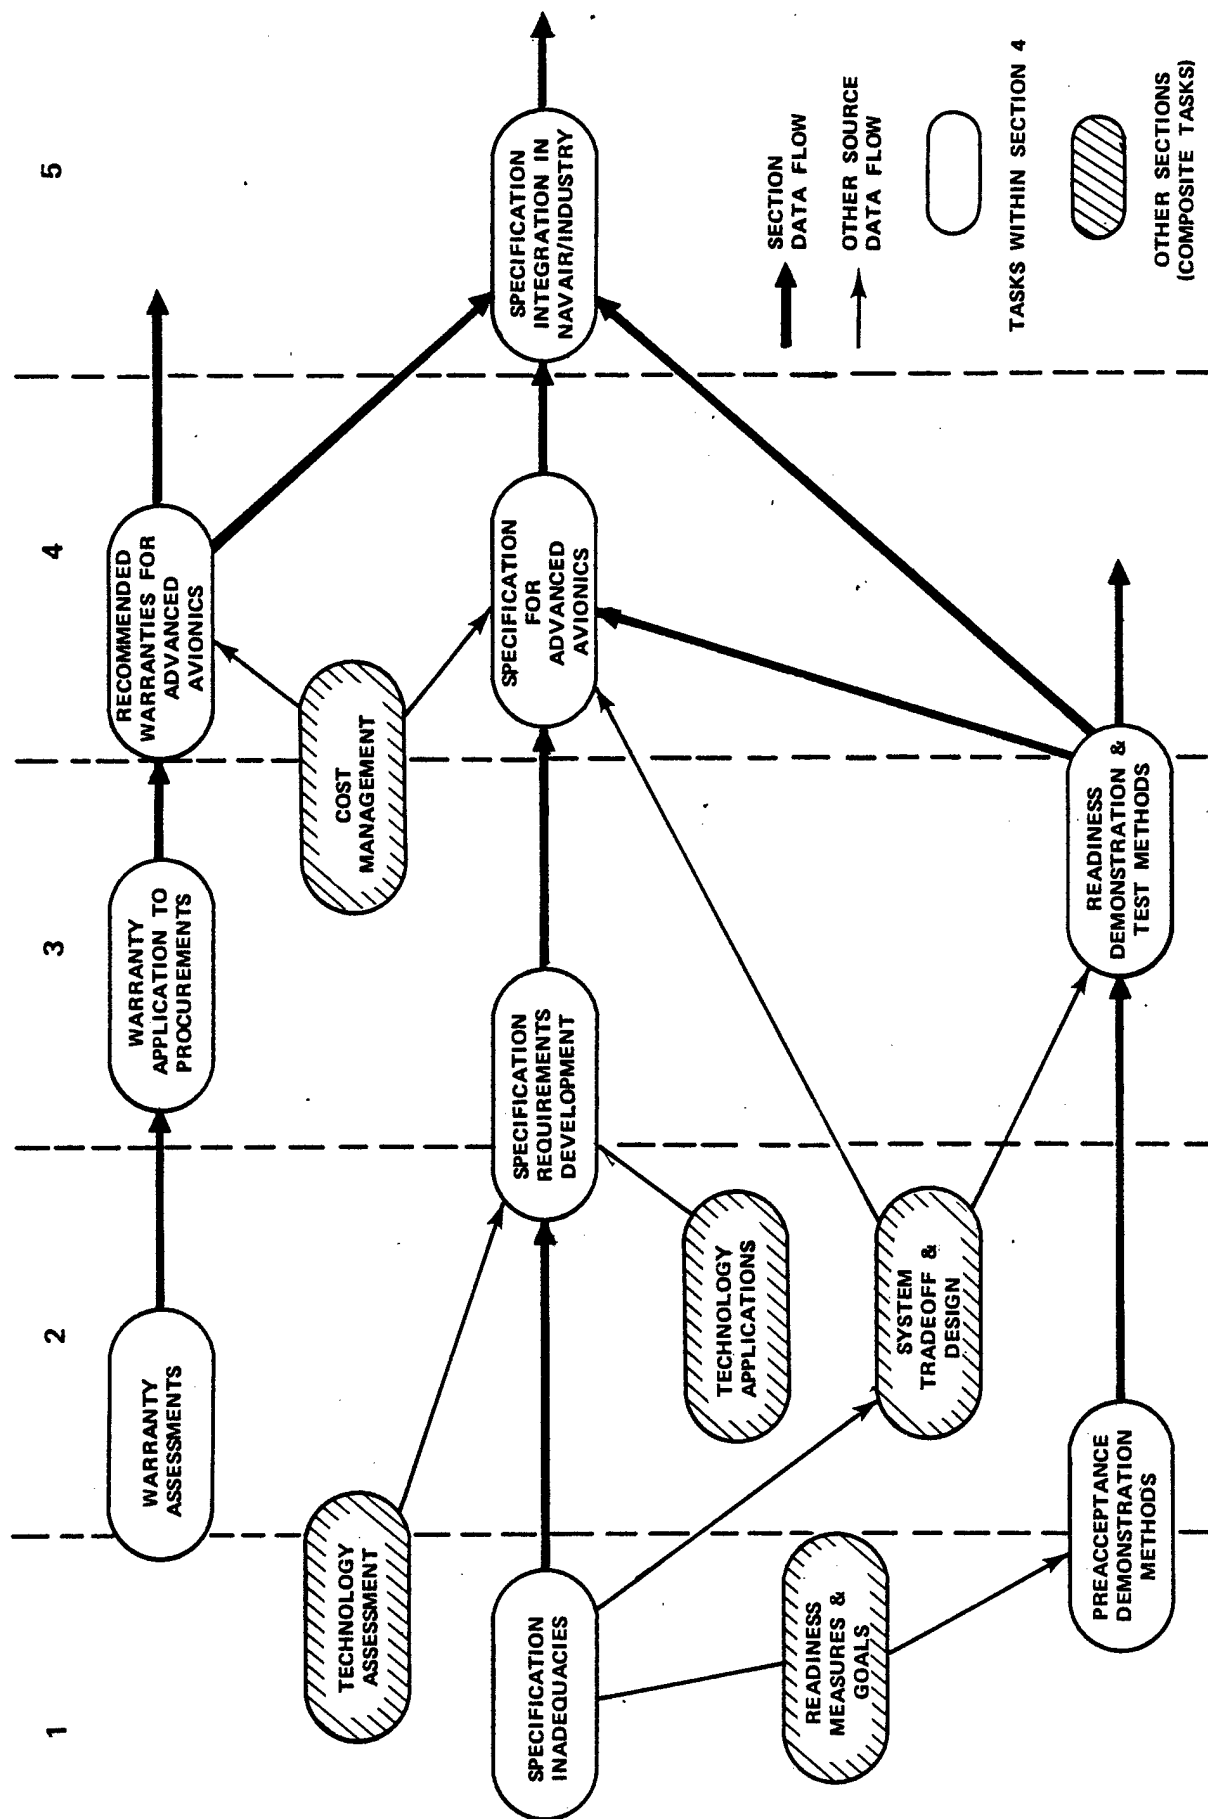 1
2
3
4
5
WARRANTY
ASSESSMENTS
WARRANTY
APPLICATION TO
PROCUREMENTS
RECOMMENDED
WARRANTIES FOR
ADVANCED
AVIONICS
TECHNOLOGY
ASSESSMENT
COST
MANAGEMENT
SPECIFICATION
INADEQUACIES
SPECIFICATION
REQUIREMENTS
DEVELOPMENT
SPECIFICATION
FOR
ADVANCED
AVIONICS
SPECIFICATION
INTEGRATION IN
NAVAIR/INDUSTRY
TECHNOLOGY
APPLICATIONS
READINESS
MEASURES &
GOALS
SYSTEM
TRADEOFF &
DESIGN
PREACCEPTANCE
DEMONSTRATION
METHODS
READINESS
DEMONSTRATION &
TEST METHODS
SECTION
DATA FLOW
OTHER SOURCE
DATA FLOW
TASKS WITHIN SECTION 4
OTHER SECTIONS
(COMPOSITE TASKS)